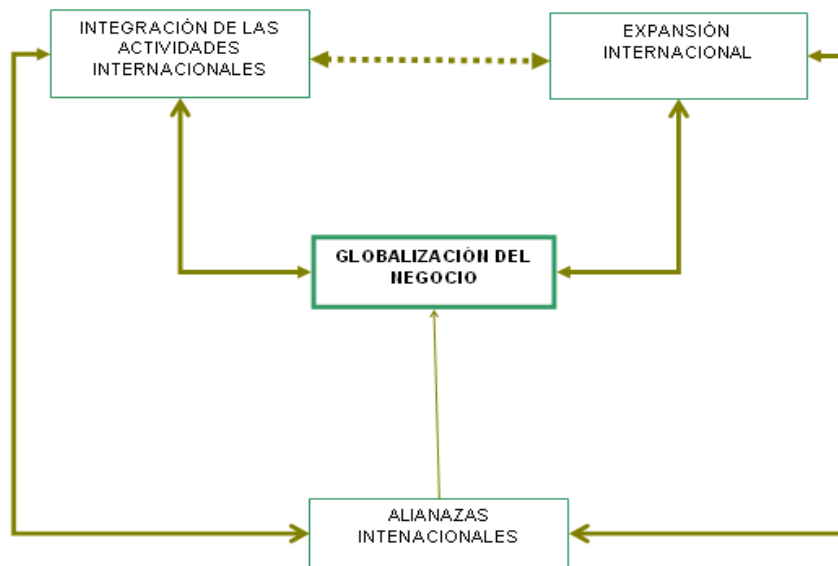 INTEGRACIÓN DE LAS
ACTIVIDADES
INTERNACIONALES
EXPANSIÓN
INTERNACIONAL
GLOBALIZACIÓN DEL
NEGOCIO
ALIANAZAS
INTENACIONALES